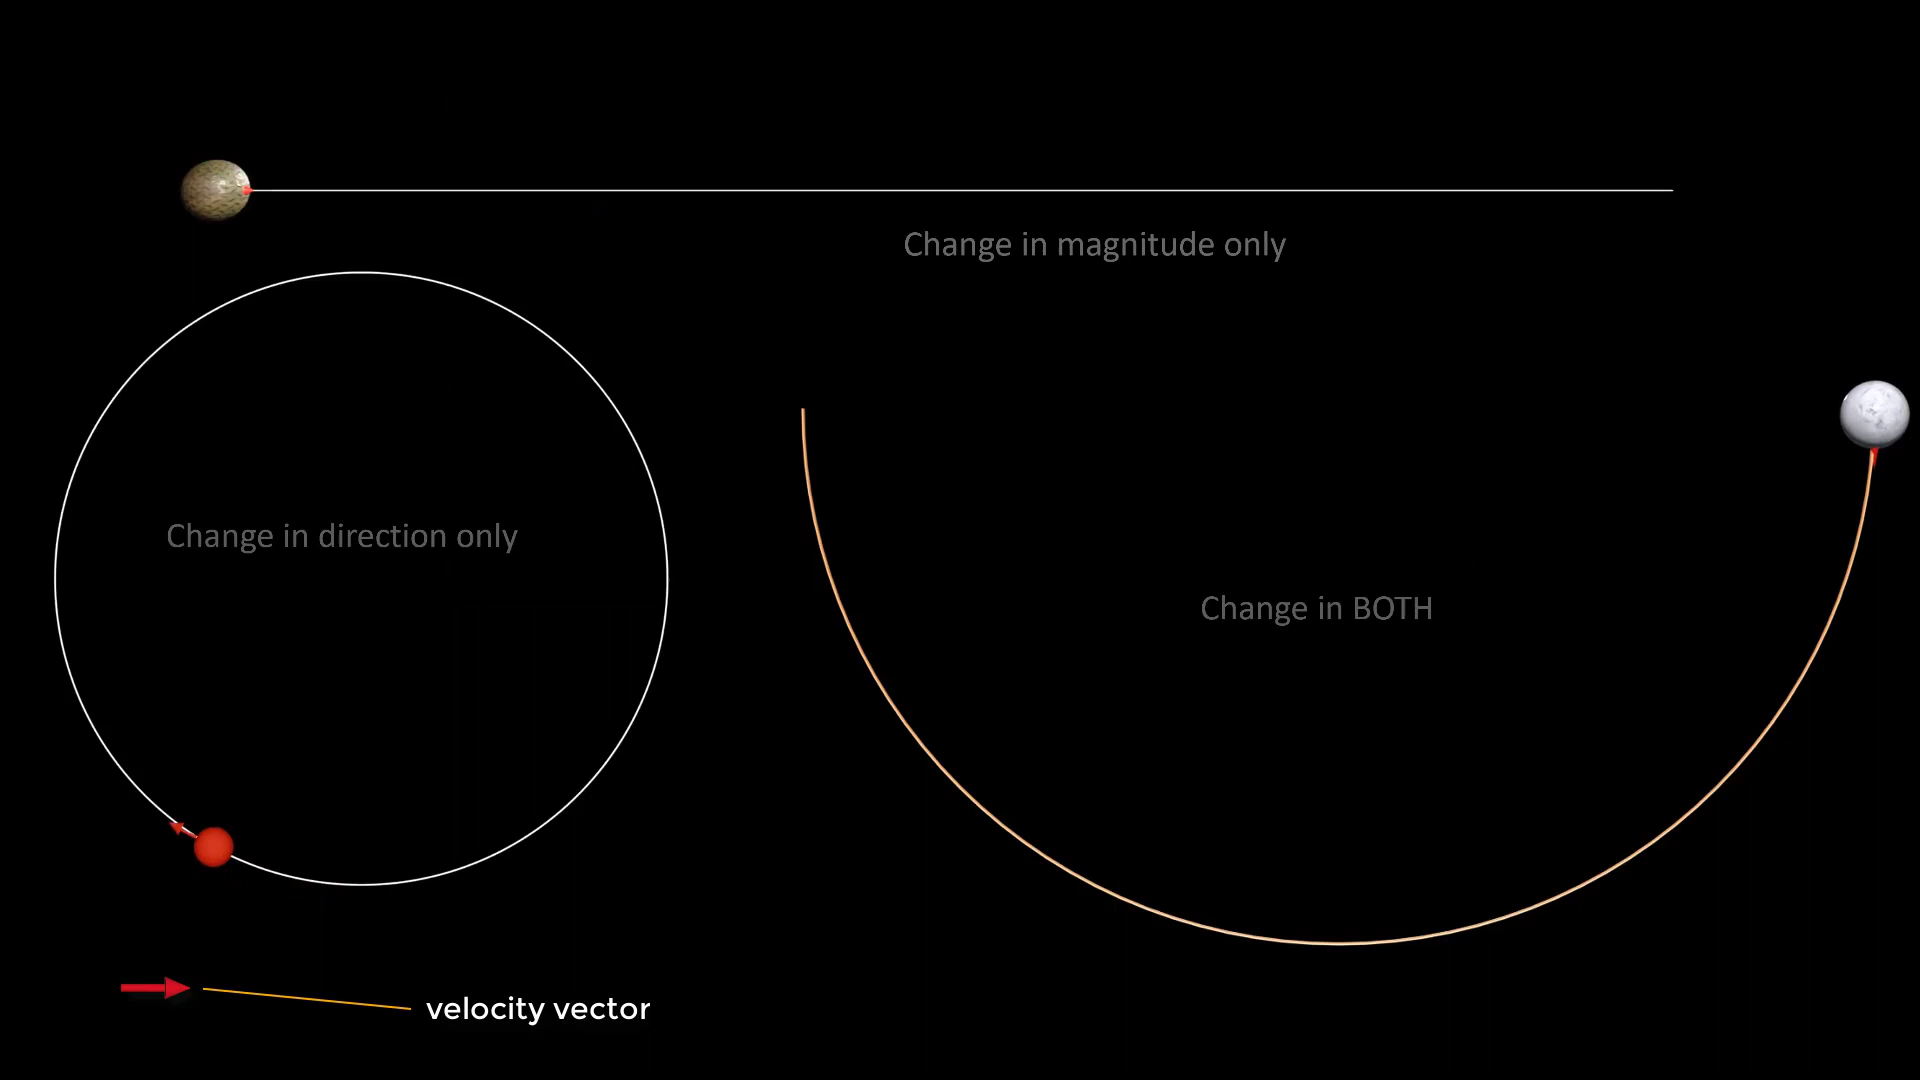 Change in magnitude only
Change in direction only
Change in BOTH
velocity vector